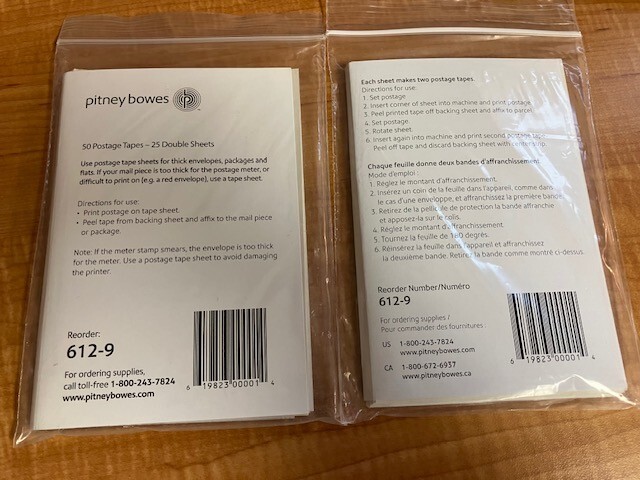 pitney bowes
50 Postage Tapes – 25 Double Sheets
Use postage tape sheets for thick envelopes, packages and
flats. If your mail piece is too thick for the postage meter, or
difficult to print on (e.g. a red envelope), use a tape sheet.
Directions for use:
• Print postage on tape sheet.
• Peel tape from backing sheet and affix to the mail piece
or package.
Note: If the meter stamp smears, the envelope is too thick
for the meter. Use a postage tape sheet to avoid damaging
the printer.
Reorder:
612-9
For ordering supplies,
call toll-free 1-800-243-7824
www.pitneybowes.com
6 19823 00001 4
Each sheet makes two postage tapes.
Directions for use:
1. Set postage.
2. Insert corner of sheet into machine and print postage.
3. Peel printed tape off backing sheet and affix to parcel.
4. Set postage.
5. Rotate sheet.
6. Insert again into machine and print second postage tape.
Peel off tape and discard backing sheet with center strip.
Chaque feuille donne deux bandes d'affranchissement.
Mode d'emploi :
1. Réglez le montant d'affranchissement.
2. Insérez un coin de la feuille dans l'appareil, comme dans
le cas d'une enveloppe, et affranchissez la première bande.
3. Retirez de la pellicule de protection la bande affranchie
et apposez-la sur le colis.
4. Réglez le montant d'affranchissement.
5. Tournez la feuille de 180 degrés.
6. Réinsérez la feuille dans l'appareil et affranchissez
la deuxième bande. Retirez la bande comme montré ci-dessus.
Reorder Number/Numéro
612-9
For ordering supplies /
Pour commander des fournitures :
US 1-800-243-7824
www.pitneybowes.com
CA 1-800-672-6937
www.pitneybowes.ca
6 19823 00001 4